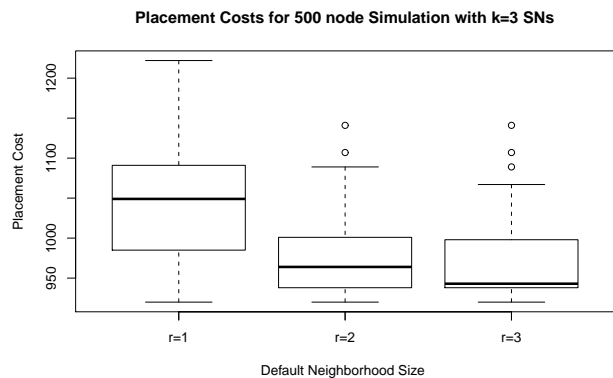 Placement Costs for 500 node Simulation with k=3 SNs
Placement Cost
1200
1100
1000
950
r=1 r=2 r=3
Default Neighborhood Size